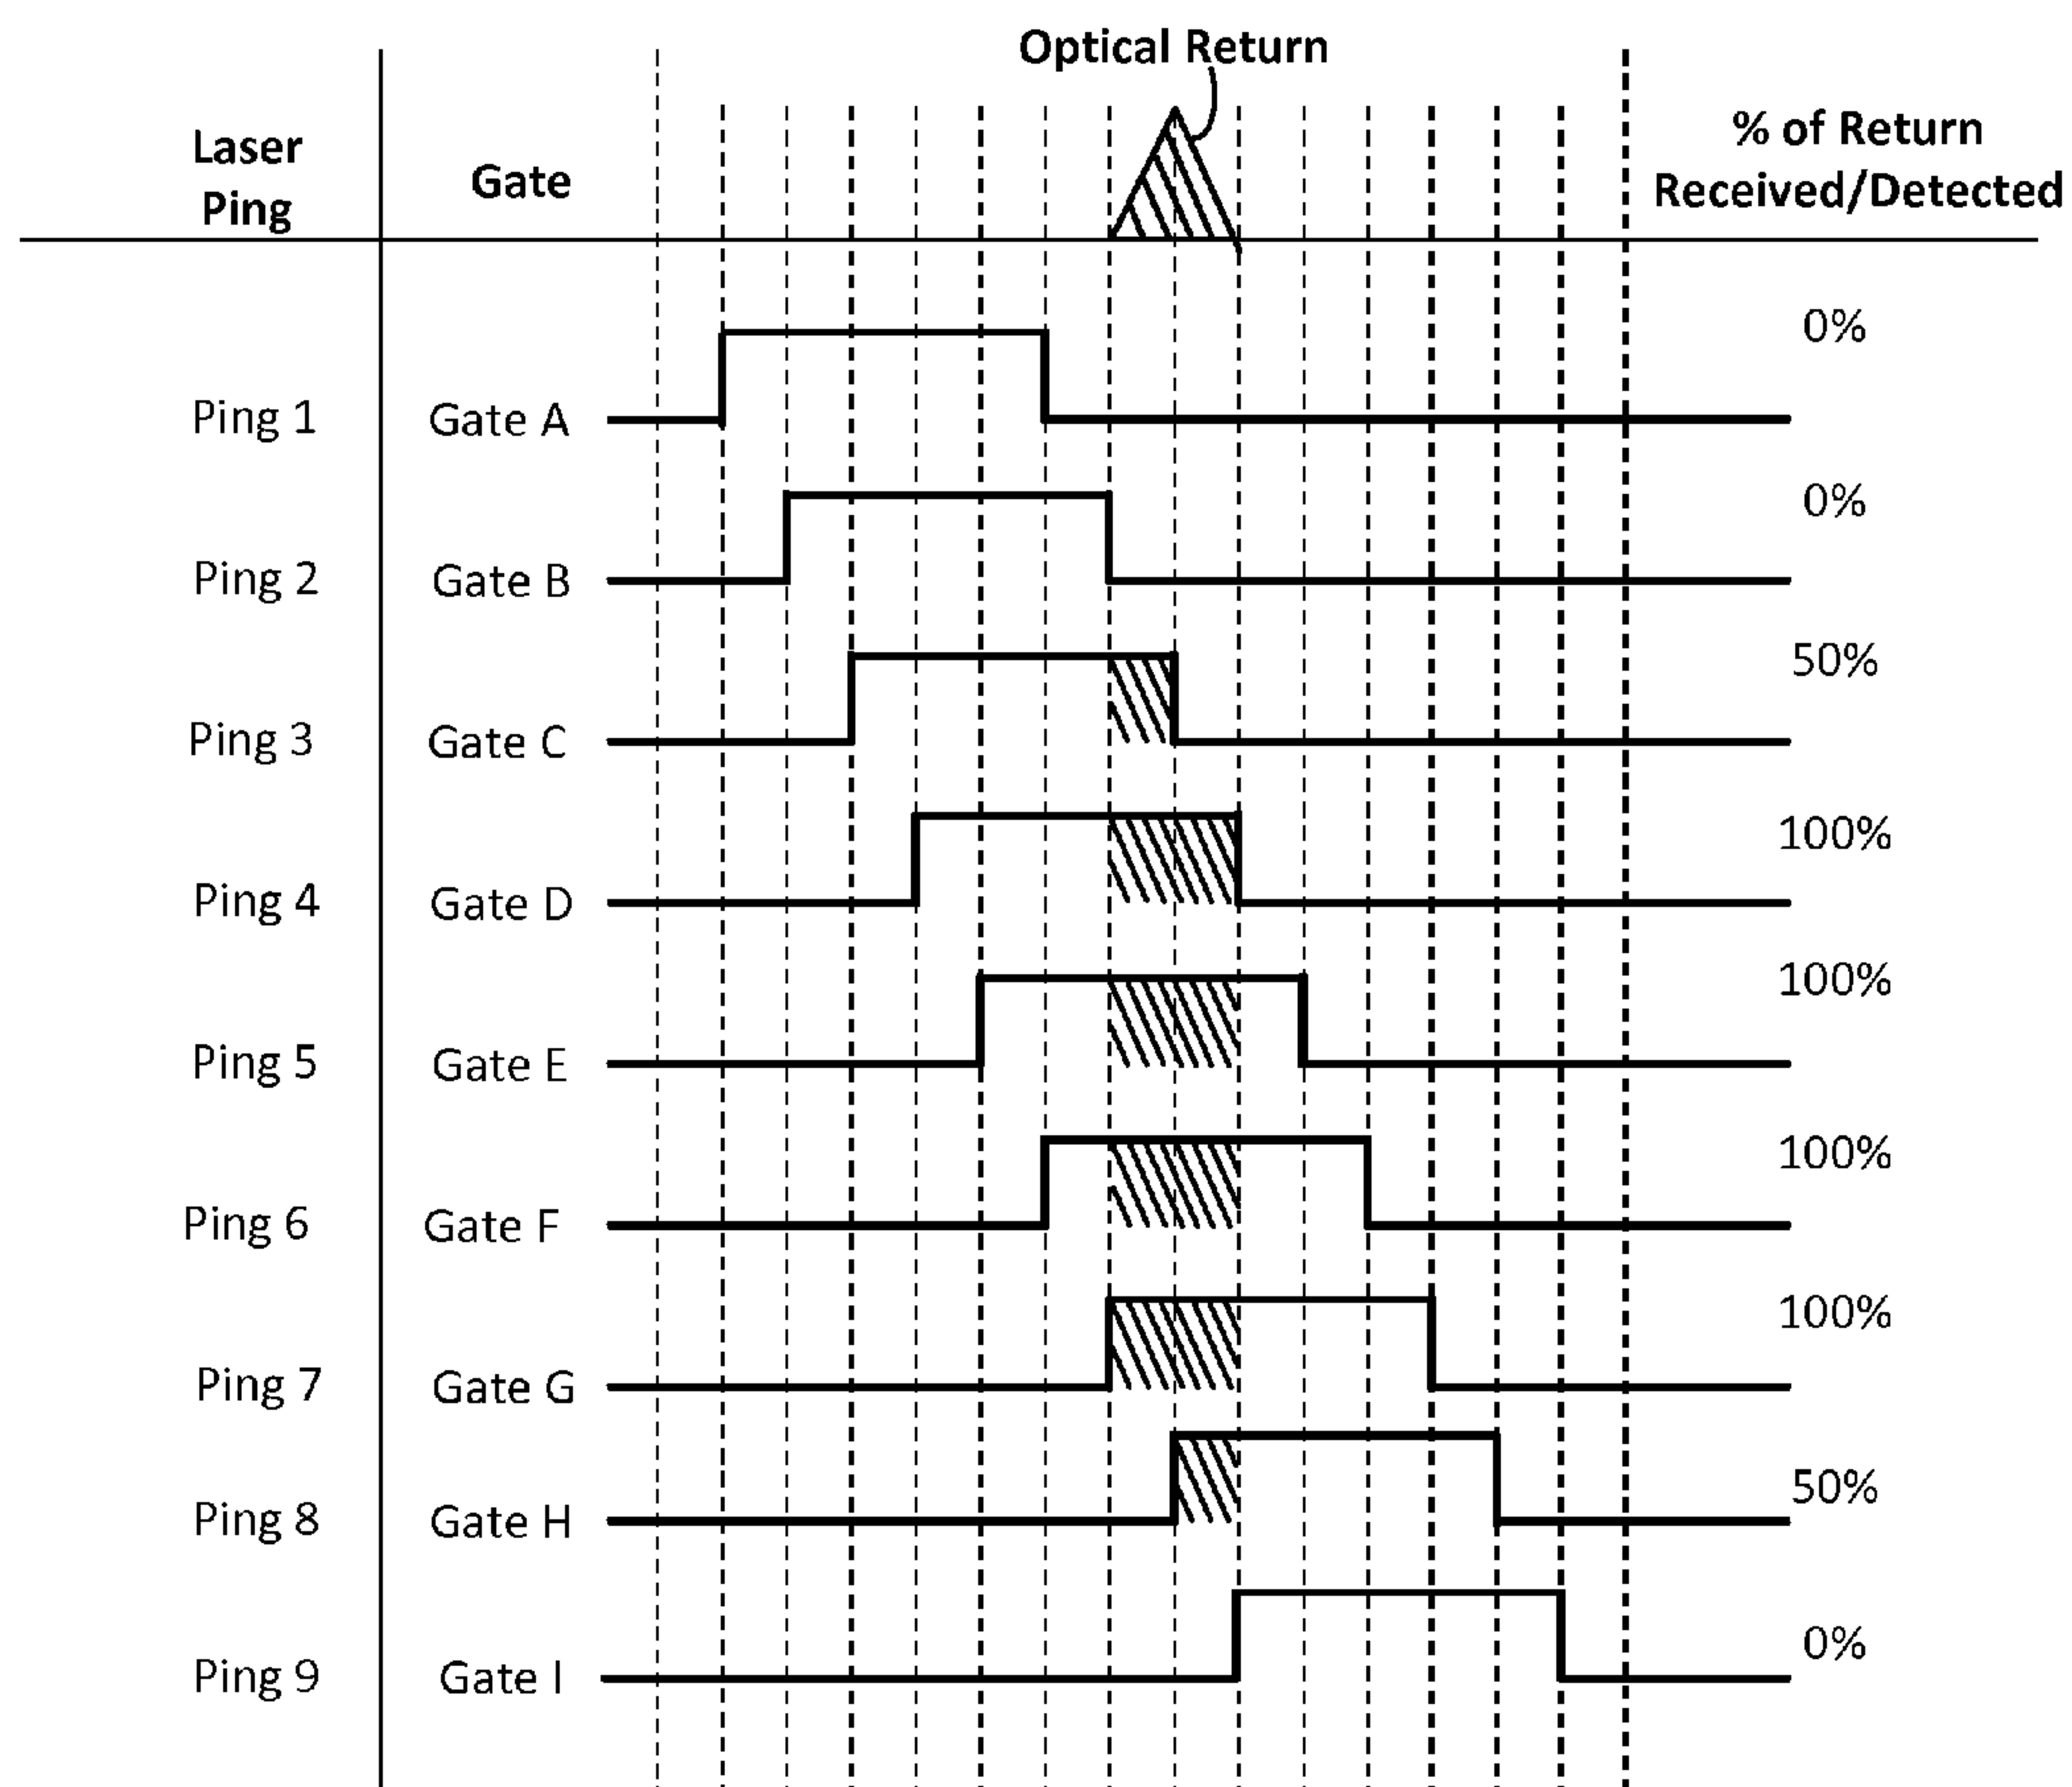 Optical Return
Laser
Ping
Gate
% of Return
Received/Detected
0%
Ping 1 Gate A
0%
Ping 2 Gate B
50%
Ping 3 Gate C
100%
Ping 4 Gate D
100%
Ping 5 Gate E
100%
Ping 6 Gate F
100%
Ping 7 Gate G
50%
Ping 8 Gate H
0%
Ping 9 Gate I